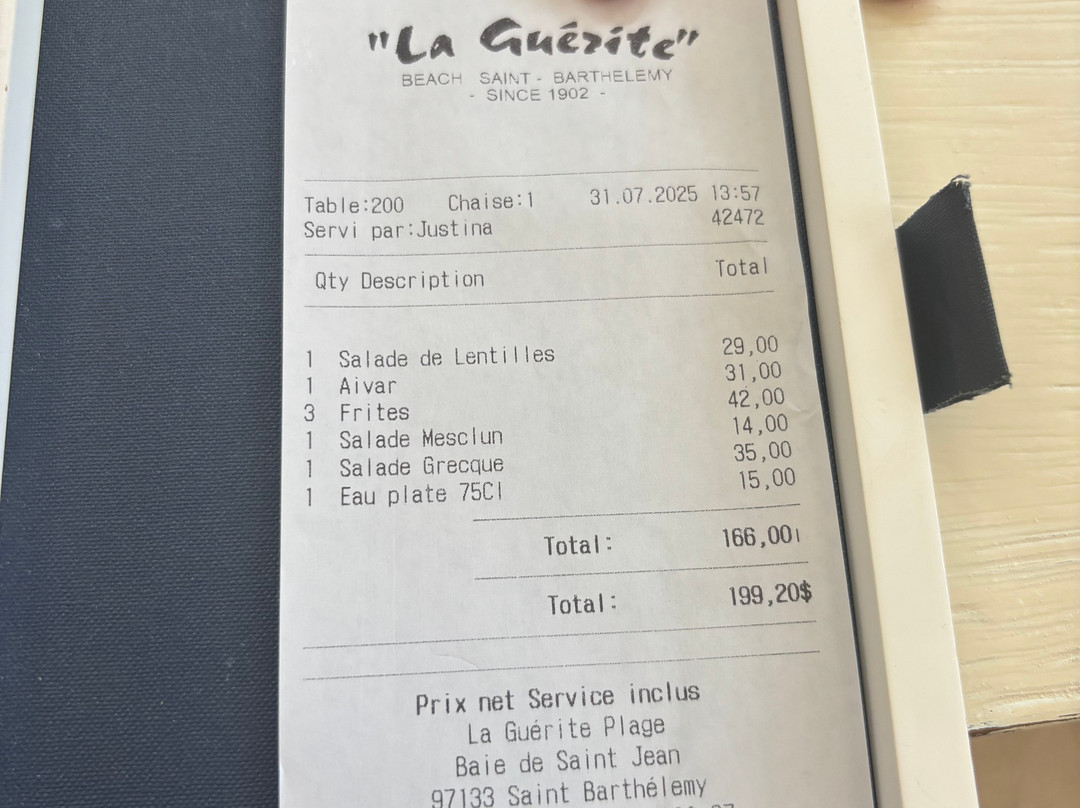 "La Guérite"
BEACH SAINT - BARTHELEMY
- SINCE 1902 -
Table:200 Chaise:1 31.07.2025 13:57
Servi par:Justina 42472
Qty Description Total
1 Salade de Lentilles 29,00
1 Aivar 31,00
3 Frites 42,00
1 Salade Mesclun 14,00
1 Salade Grecque 35,00
1 Eau plate 75Cl 15,00
Total: 166,00
Total: 199,20$
Prix net Service inclus
La Guérite Plage
Baie de Saint Jean
97133 Saint Barthélemy